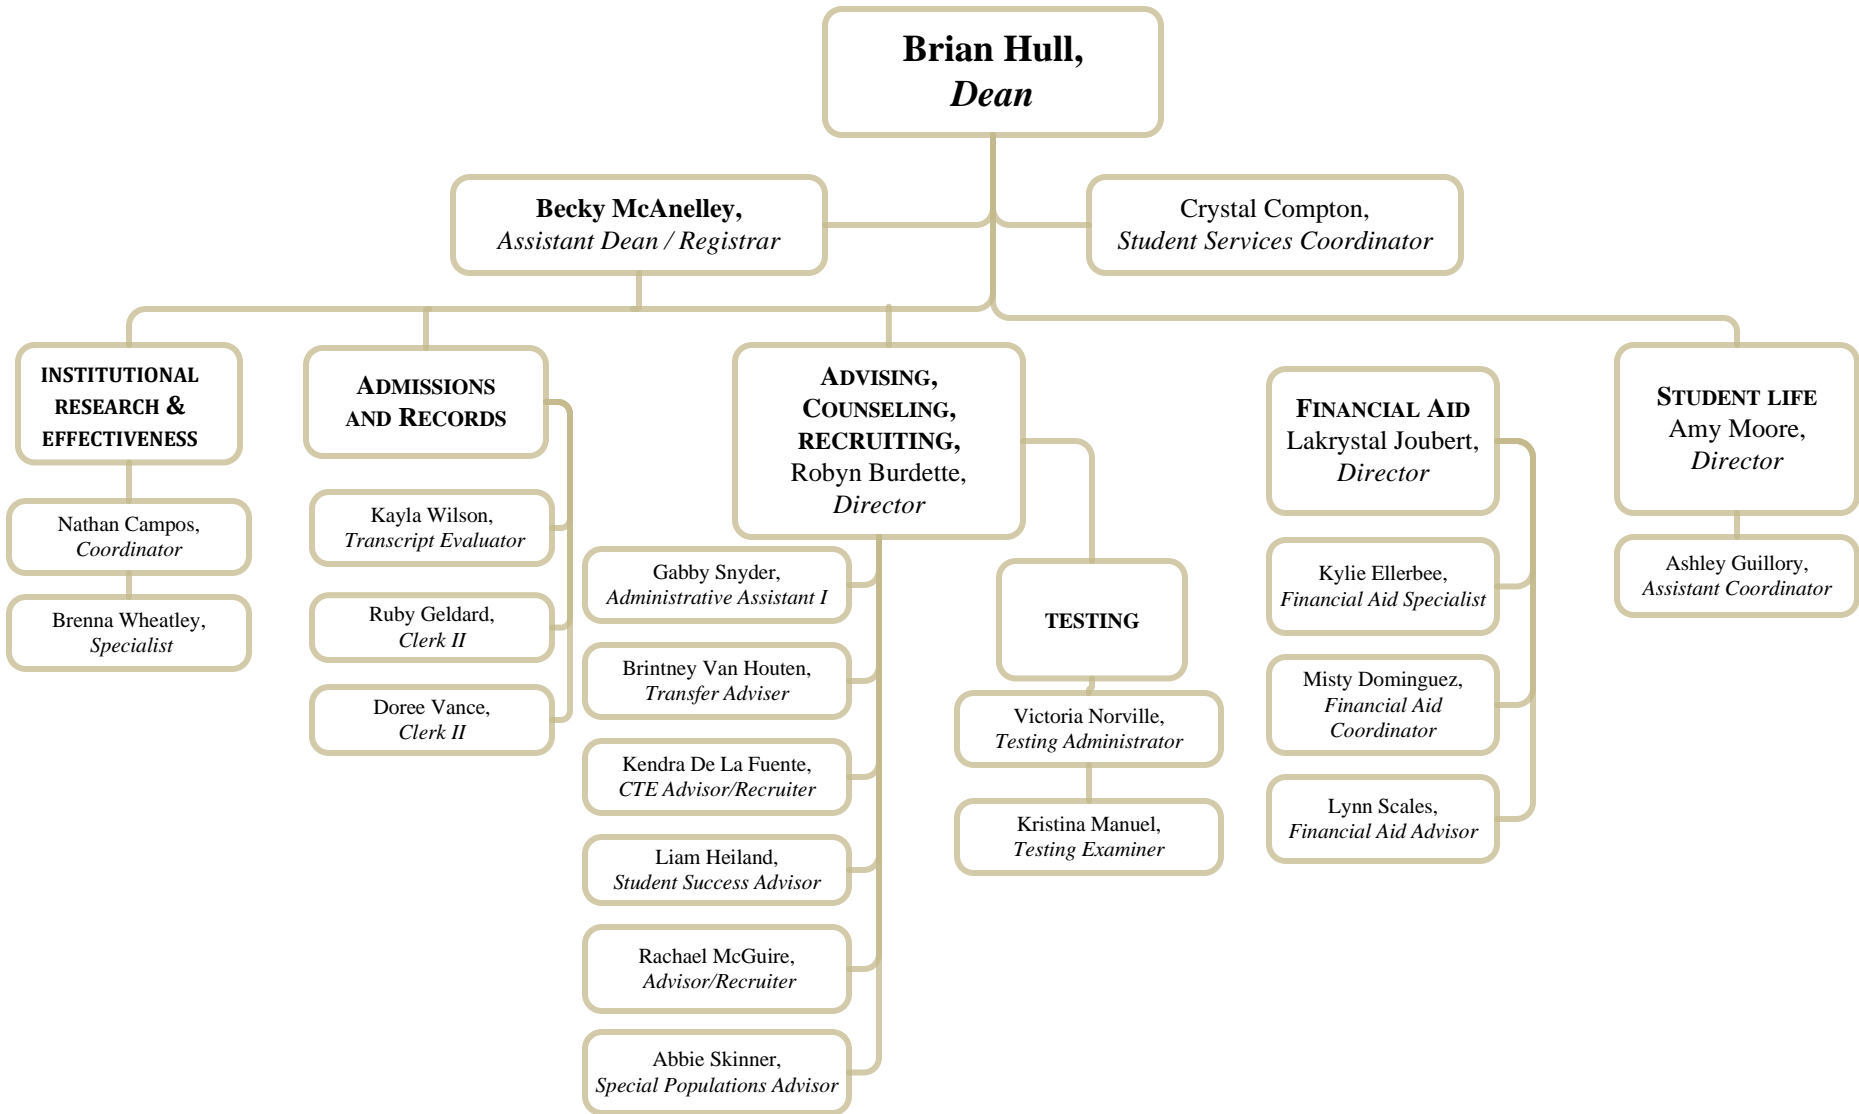 Brian Hull,
Dean
Becky McAnelley,
Assistant Dean / Registrar
Crystal Compton,
Student Services Coordinator
INSTITUTIONAL
RESEARCH &
EFFECTIVENESS
Nathan Campos,
Coordinator
Brenna Wheatley,
Specialist
ADMISSIONS
AND RECORDS
Kayla Wilson,
Transcript Evaluator
Ruby Geldard,
Clerk II
Doree Vance,
Clerk II
ADVISING,
COUNSELING,
RECRUITING,
Robyn Burdette,
Director
Gabby Snyder,
Administrative Assistant I
Brintney Van Houten,
Transfer Adviser
Kendra De La Fuente,
CTE Advisor/Recruiter
Liam Heiland,
Student Success Advisor
Rachael McGuire,
Advisor/Recruiter
Abbie Skinner,
Special Populations Advisor
TESTING
Victoria Norville,
Testing Administrator
Kristina Manuel,
Testing Examiner
FINANCIAL AID
Lakrystal Joubert,
Director
Kylie Ellerbee,
Financial Aid Specialist
Misty Dominguez,
Financial Aid
Coordinator
Lynn Scales,
Financial Aid Advisor
STUDENT LIFE
Amy Moore,
Director
Ashley Guillory,
Assistant Coordinator